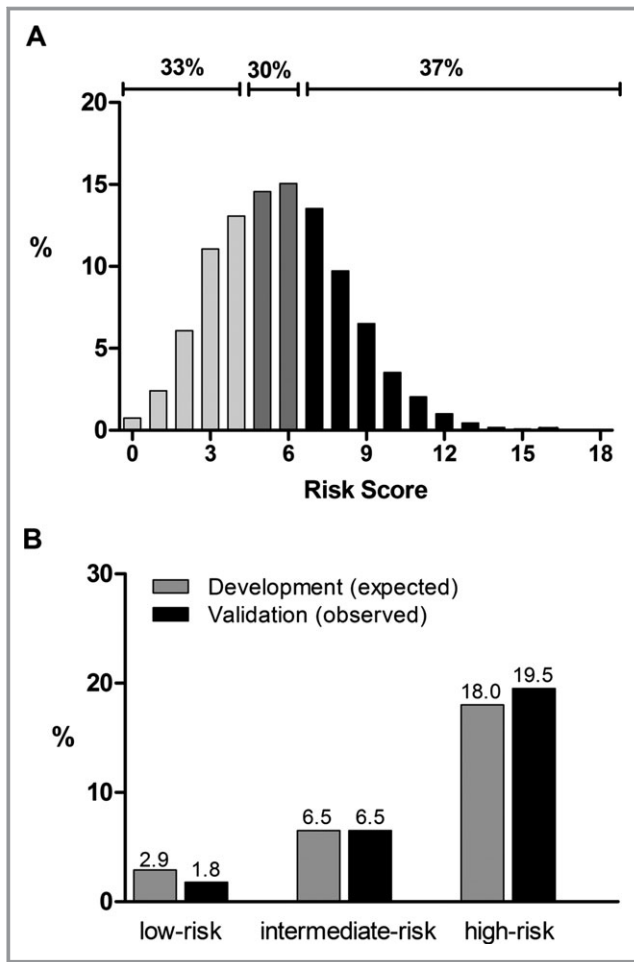 A
33% 30% 37%
20
15
%
10
5
0
0 3 6 9 12 15 18
Risk Score
B
30
Development (expected)
Validation (observed)
20
18.0 19.5
%
10
6.5 6.5
2.9 1.8
0
low-risk intermediate-risk high-risk